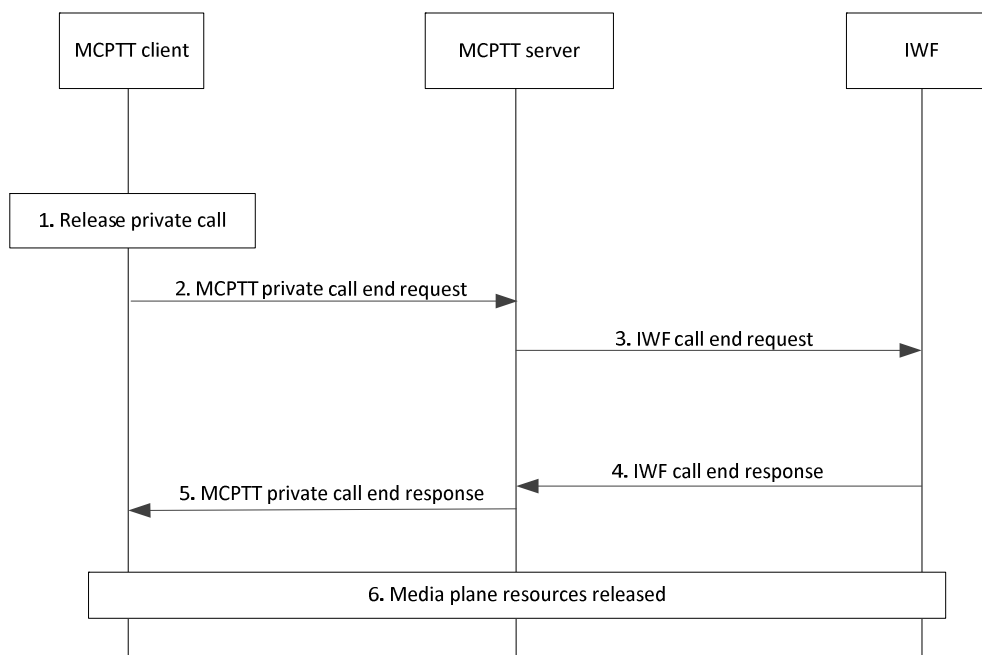 MCPTT client
MCPTT server
IWF
1. Release private call
2. MCPTT private call end request
3. IWF call end request
4. IWF call end response
5. MCPTT private call end response
6. Media plane resources released